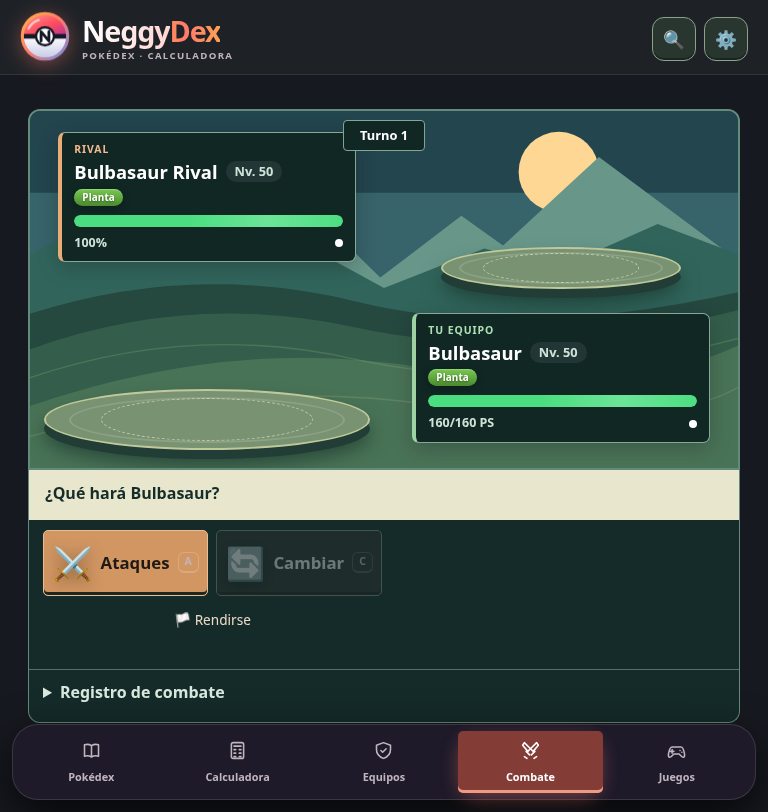 N
NeggyDex
POKÉDEX · CALCULADORA
Turno 1
RIVAL
Bulbasaur Rival Nv. 50
Planta
100%
TU EQUIPO
Bulbasaur Nv. 50
Planta
160/160 PS
¿Qué hará Bulbasaur?
Ataques A
Cambiar C
Rendirse
Registro de combate
Pokédex
Calculadora
Equipos
Combate
Juegos